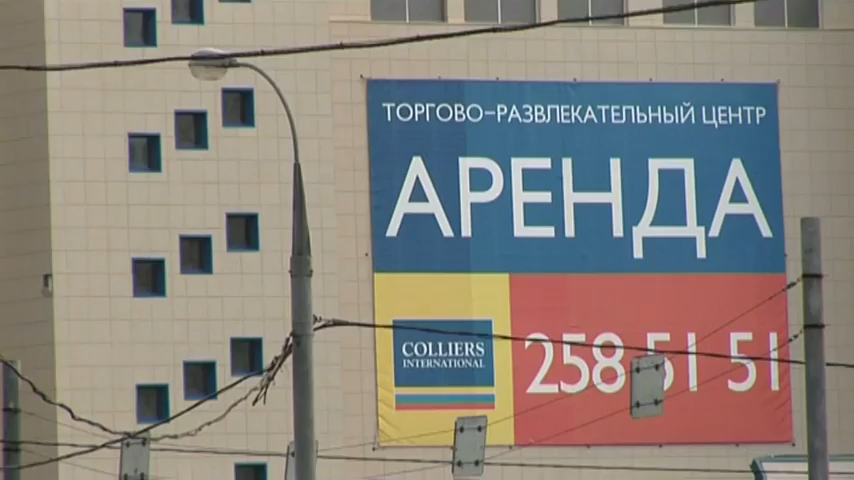 ТОРГОВО-РАЗВЛЕКАТЕЛЬНЫЙ ЦЕНТР
АРЕНДА
COLLIERS
INTERNATIONAL
258 51 51